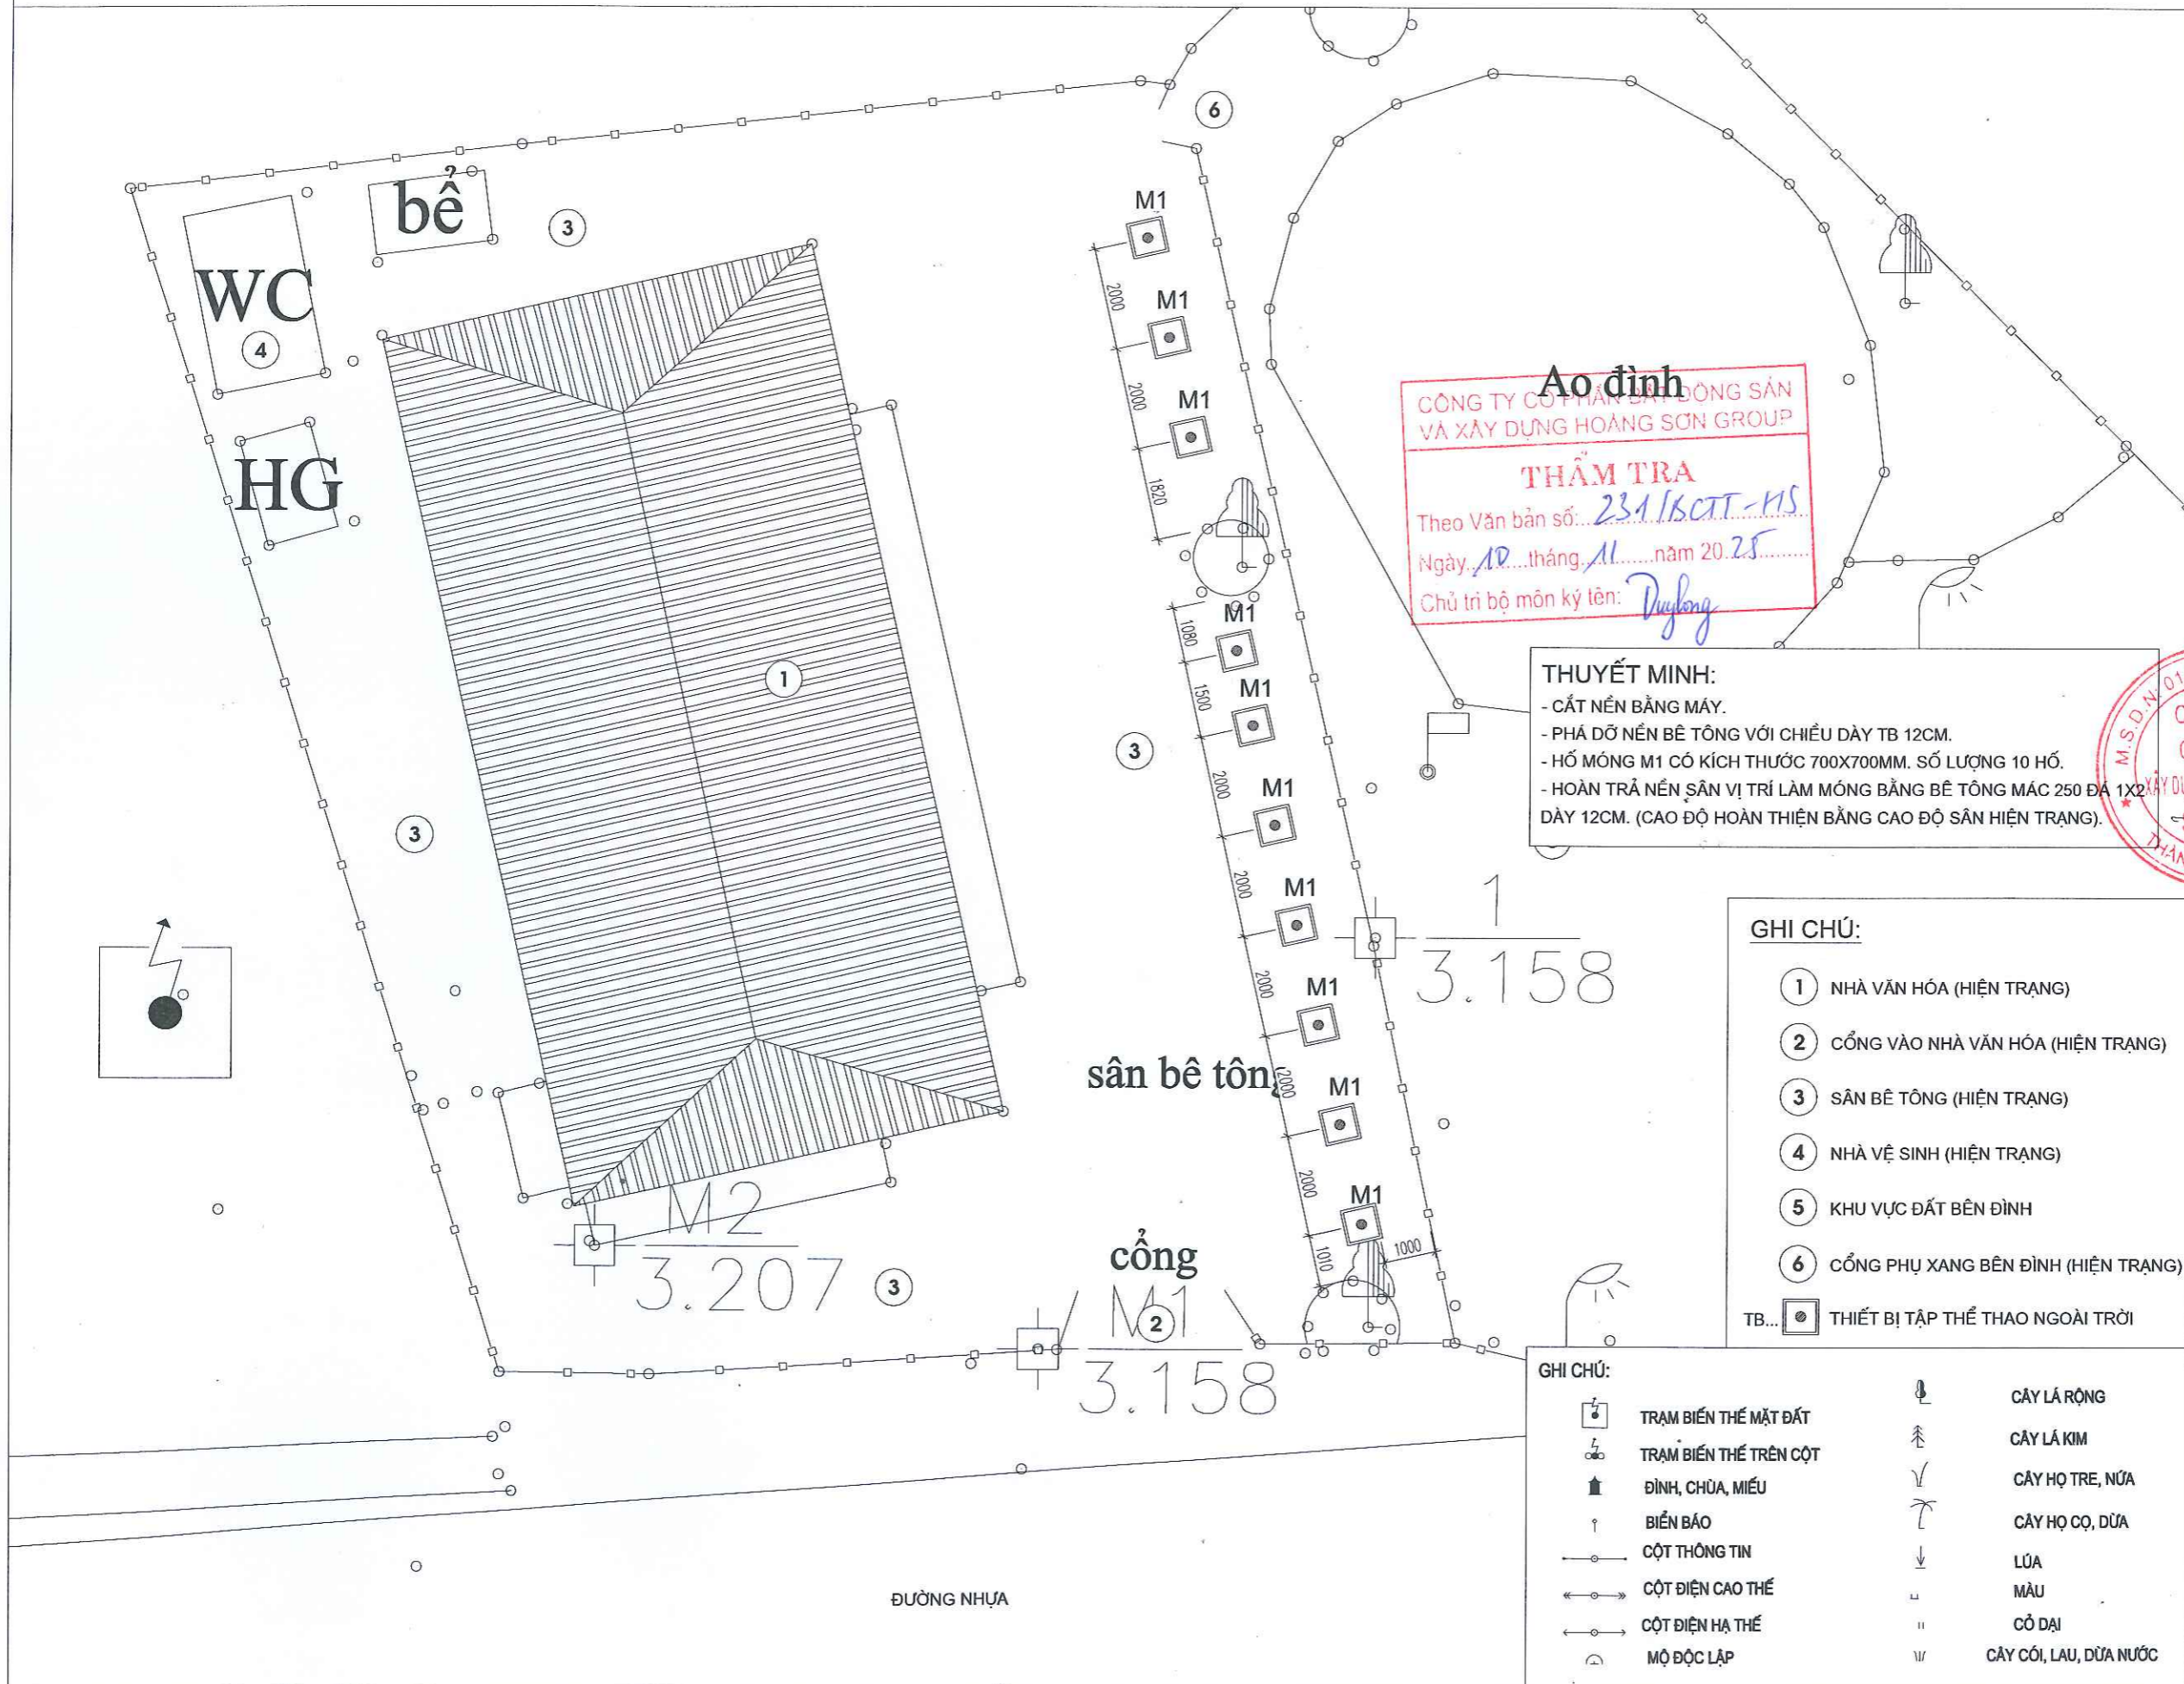 6
bể
3
M1
WC
4
2000
M1
2000
M1
HG
1820
Ao đình
CÔNG TY CỔ PHẦN BẤT ĐỘNG SẢN
VÀ XÂY DỰNG HOÀNG SƠN GROUP
THẨM TRA
Theo Văn bản số: 231/BCTT-HS
Ngày 10 tháng 11 năm 2025
Chủ trì bộ môn ký tên: Duylong
M1
1080
1
M1
1500
3
M1
2000
3
M1
2000
M1
2000
sân bê tôn
M1
2000
M1
2000
1010
1000
THUYẾT MINH:
- CẮT NỀN BẰNG MÁY.
- PHÁ DỠ NỀN BÊ TÔNG VỚI CHIỀU DÀY TB 12CM.
- HỐ MÓNG M1 CÓ KÍCH THƯỚC 700X700MM. SỐ LƯỢNG 10 HỐ.
- HOÀN TRẢ NỀN SÂN VỊ TRÍ LÀM MÓNG BẰNG BÊ TÔNG MÁC 250 ĐÁ 1X2
DÀY 12CM. (CAO ĐỘ HOÀN THIỆN BẰNG CAO ĐỘ SÂN HIỆN TRẠNG).
M.S.D.N: 01
XÂY DỰ
1
3.158
M2
3.207
3
cổng
M1
2
3.158
GHI CHÚ:
1 NHÀ VĂN HÓA (HIỆN TRẠNG)
2 CỔNG VÀO NHÀ VĂN HÓA (HIỆN TRẠNG)
3 SÂN BÊ TÔNG (HIỆN TRẠNG)
4 NHÀ VỆ SINH (HIỆN TRẠNG)
5 KHU VỰC ĐẤT BÊN ĐÌNH
6 CỔNG PHỤ XANG BÊN ĐÌNH (HIỆN TRẠNG)
TB... THIẾT BỊ TẬP THỂ THAO NGOÀI TRỜI
GHI CHÚ:
TRẠM BIẾN THẾ MẶT ĐẤT
TRẠM BIẾN THẾ TRÊN CỘT
ĐÌNH, CHÙA, MIẾU
BIỂN BÁO
CỘT THÔNG TIN
CỘT ĐIỆN CAO THẾ
CỘT ĐIỆN HẠ THẾ
MỘ ĐỘC LẬP
CÂY LÁ RỘNG
CÂY LÁ KIM
CÂY HỌ TRE, NỨA
CÂY HỌ CỌ, DỪA
LÚA
MÀU
CỎ DẠI
CÂY CÓI, LAU, DỪA NƯỚC
ĐƯỜNG NHỰA